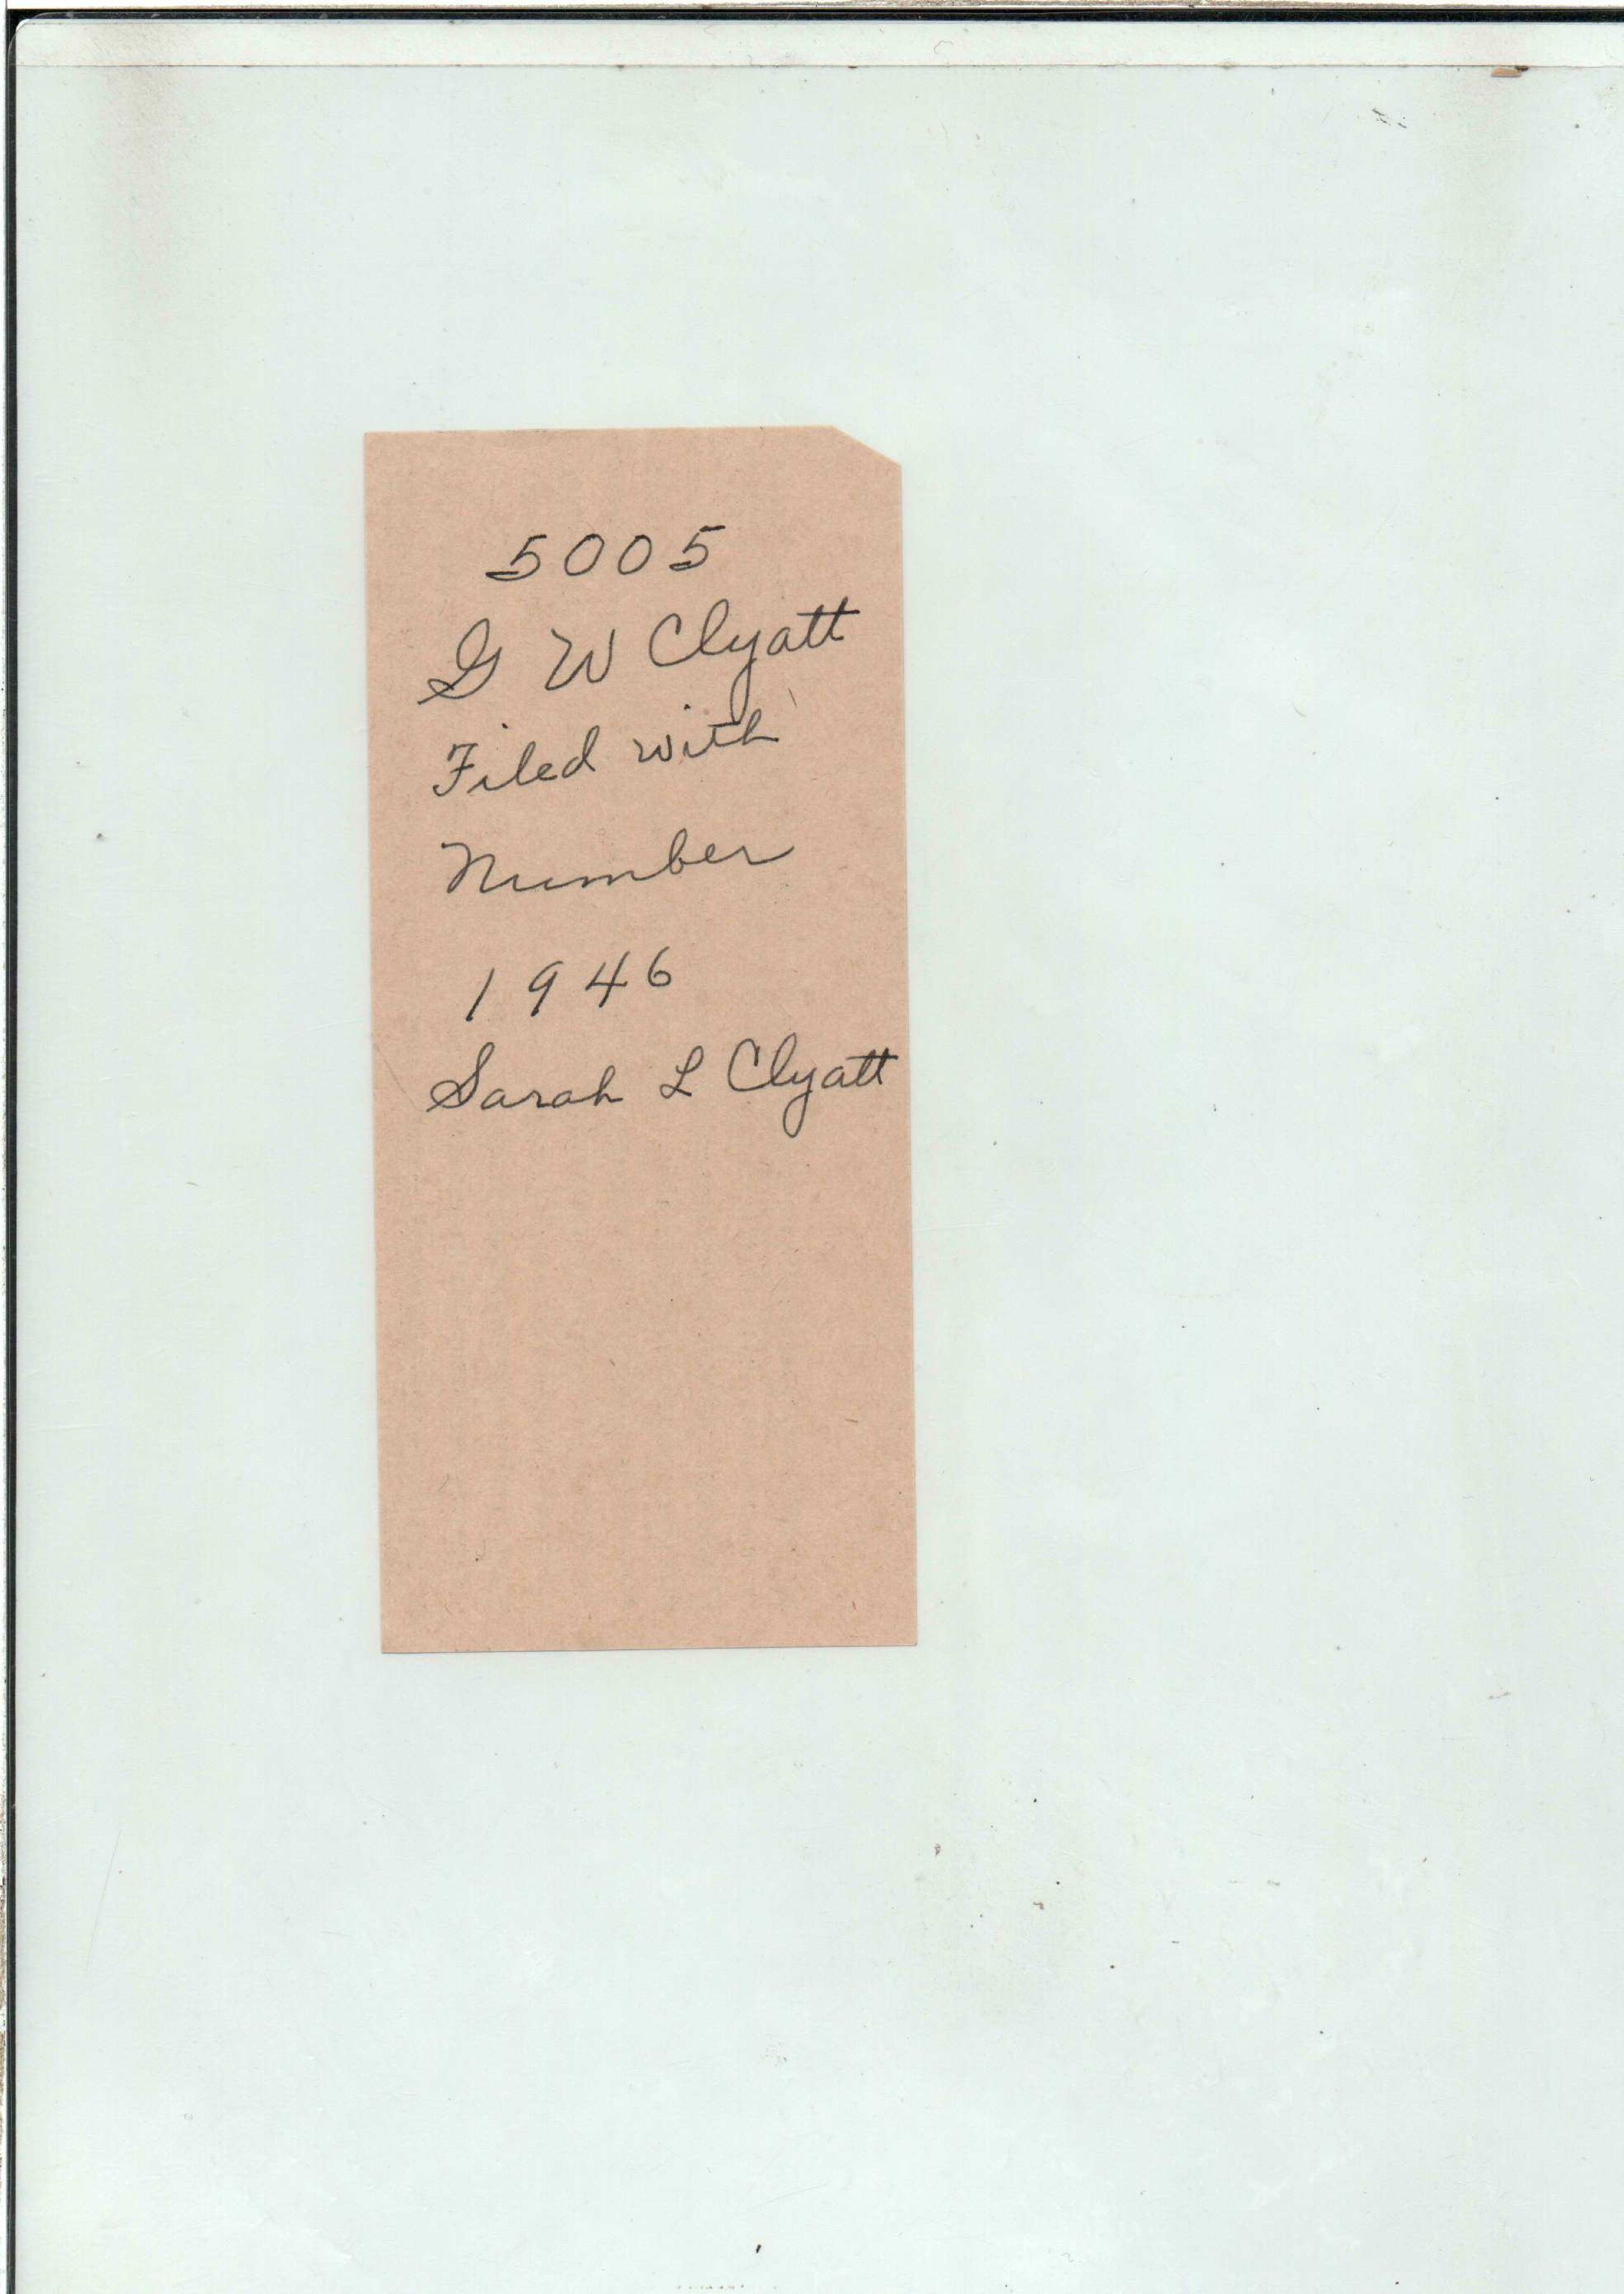 5005
G W Clyatt
Filed with
Number
1946
Sarah L Clyatt